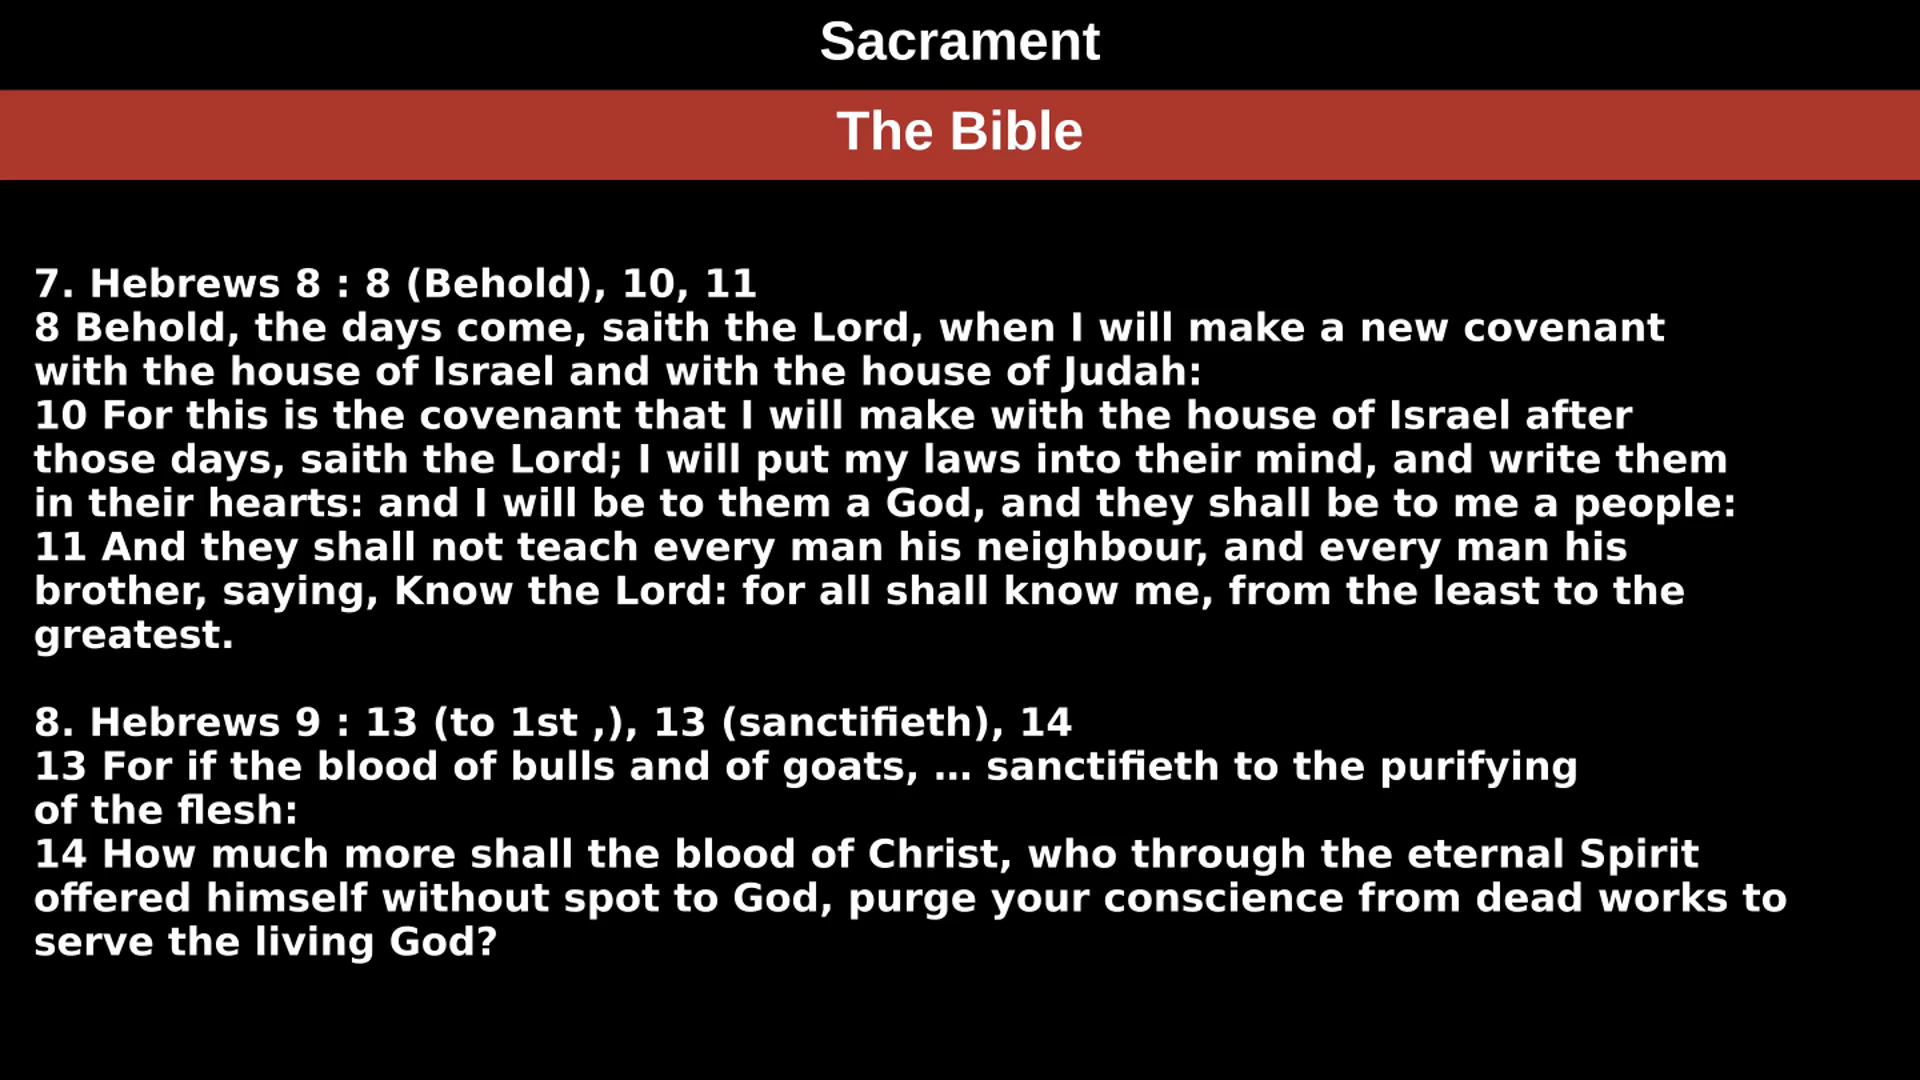 Sacrament
The Bible
7. Hebrews 8 : 8 (Behold), 10, 11
8 Behold, the days come, saith the Lord, when I will make a new covenant
with the house of Israel and with the house of Judah:
10 For this is the covenant that I will make with the house of Israel after
those days, saith the Lord; I will put my laws into their mind, and write them
in their hearts: and I will be to them a God, and they shall be to me a people:
11 And they shall not teach every man his neighbour, and every man his
brother, saying, Know the Lord: for all shall know me, from the least to the
greatest.
8. Hebrews 9 : 13 (to 1st ,), 13 (sanctifieth), 14
13 For if the blood of bulls and of goats, … sanctifieth to the purifying
of the flesh:
14 How much more shall the blood of Christ, who through the eternal Spirit
offered himself without spot to God, purge your conscience from dead works to
serve the living God?